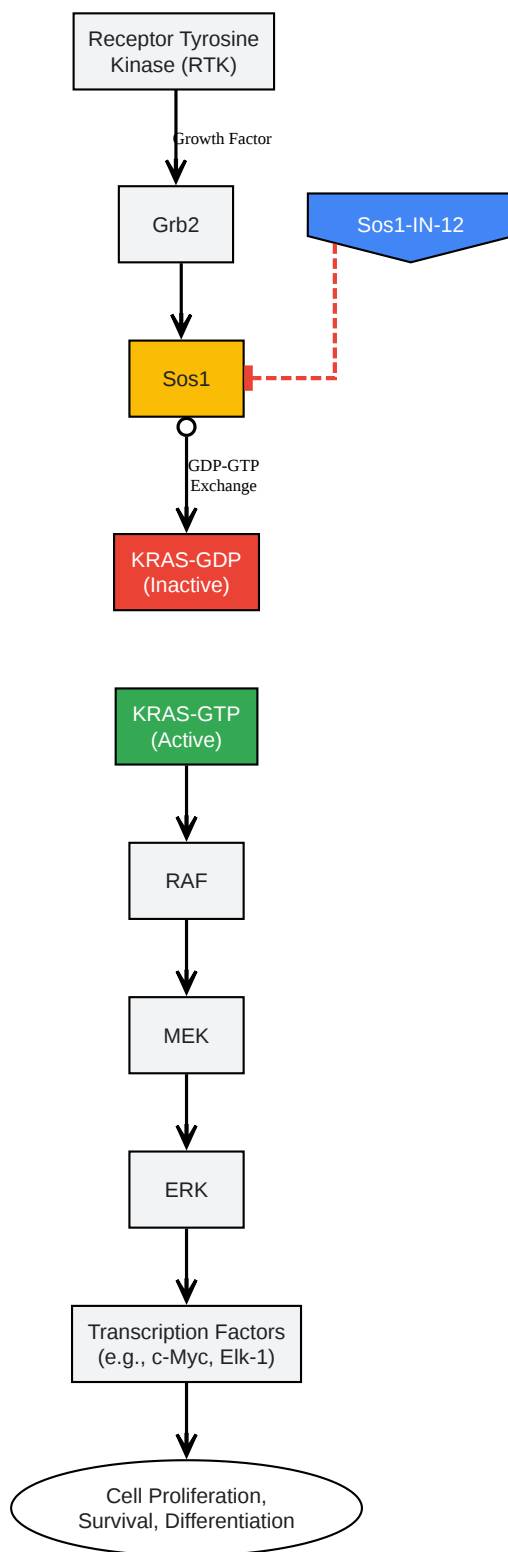 Receptor Tyrosine
Kinase (RTK)
Growth Factor
Grb2
Sos1-IN-12
Sos1
GDP-GTP
Exchange
KRAS-GDP
(Inactive)
KRAS-GTP
(Active)
RAF
MEK
ERK
Transcription Factors
(e.g., c-Myc, Elk-1)
Cell Proliferation,
Survival, Differentiation